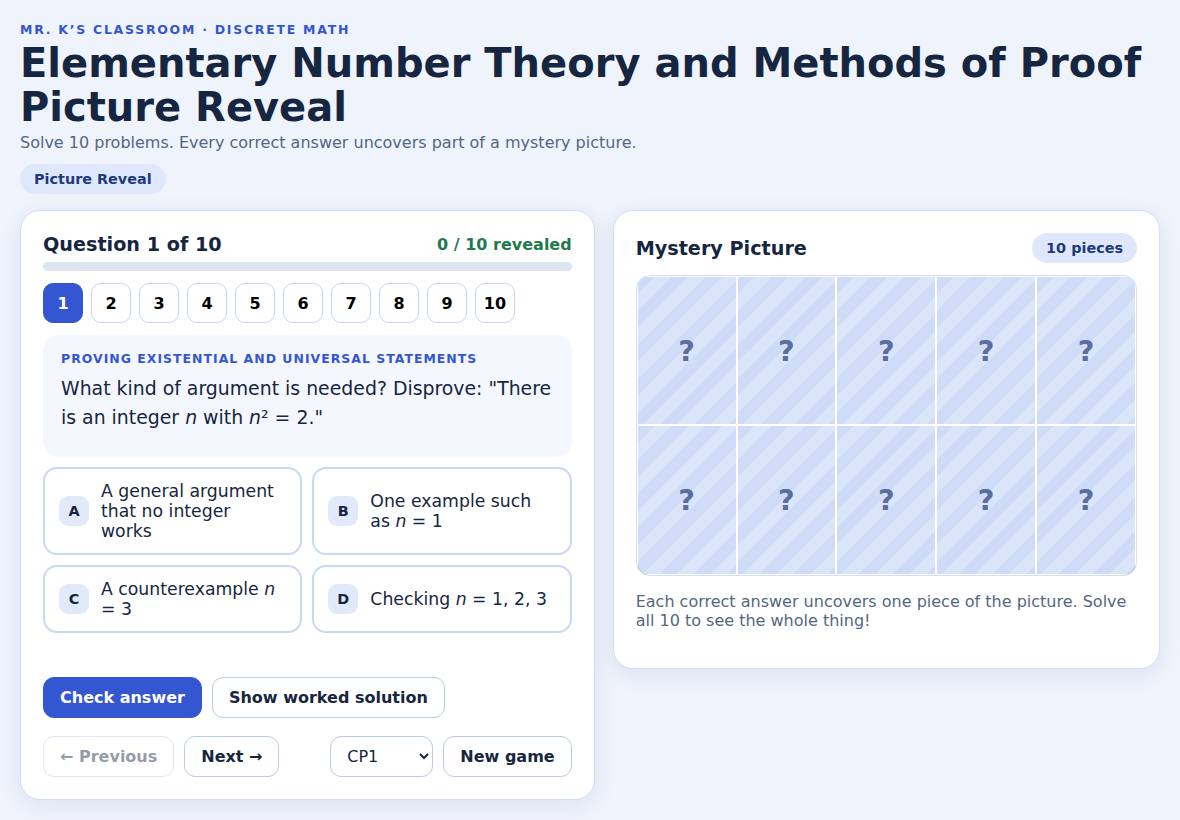 MR. K’S CLASSROOM · DISCRETE MATH
Elementary Number Theory and Methods of Proof
Picture Reveal
Solve 10 problems. Every correct answer uncovers part of a mystery picture.
Picture Reveal
Question 1 of 10
0 / 10 revealed
1 2 3 4 5 6 7 8 9 10
PROVING EXISTENTIAL AND UNIVERSAL STATEMENTS
What kind of argument is needed? Disprove: "There
is an integer n with n² = 2."
A
A general argument
that no integer
works
B
One example such
as n = 1
C
A counterexample n
= 3
D
Checking n = 1, 2, 3
Check answer
Show worked solution
← Previous
Next →
CP1
New game
Mystery Picture
10 pieces
? ? ? ? ?
? ? ? ? ?
Each correct answer uncovers one piece of the picture. Solve
all 10 to see the whole thing!